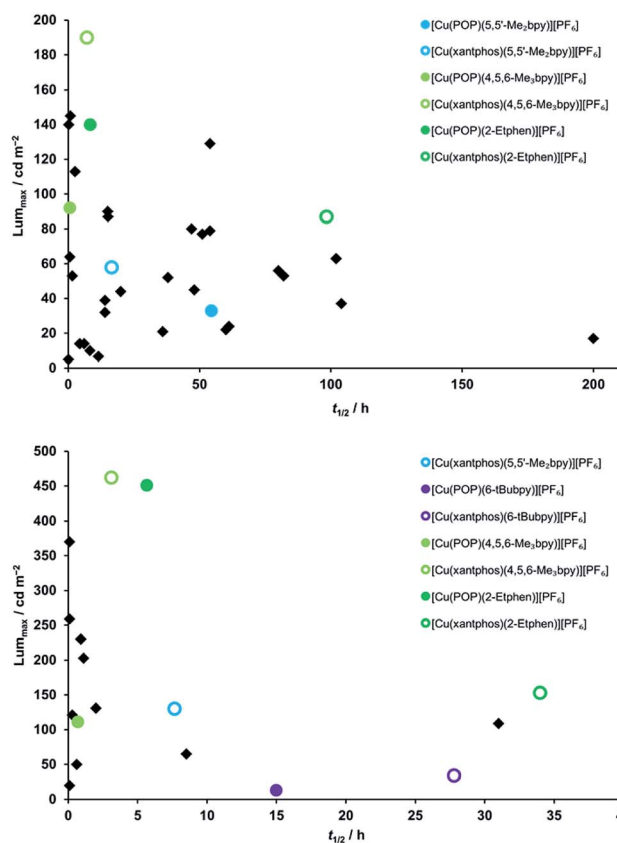 200
180
160
140
120
100
80
60
40
20
0
Lum_max / cd m⁻²
0
50
100
150
200
t_1/2 / h
[Cu(POP)(5,5'-Me₂bpy)][PF₆]
[Cu(xantphos)(5,5'-Me₂bpy)][PF₆]
[Cu(POP)(4,5,6-Me₃bpy)][PF₆]
[Cu(xantphos)(4,5,6-Me₃bpy)][PF₆]
[Cu(POP)(2-Etphen)][PF₆]
[Cu(xantphos)(2-Etphen)][PF₆]
500
450
400
350
300
250
200
150
100
50
0
Lum_max / cd m⁻²
0
5
10
15
20
25
30
35
t_1/2 / h
[Cu(xantphos)(5,5'-Me₂bpy)][PF₆]
[Cu(POP)(6-tBubpy)][PF₆]
[Cu(xantphos)(6-tBubpy)][PF₆]
[Cu(POP)(4,5,6-Me₃bpy)][PF₆]
[Cu(xantphos)(4,5,6-Me₃bpy)][PF₆]
[Cu(POP)(2-Etphen)][PF₆]
[Cu(xantphos)(2-Etphen)][PF₆]